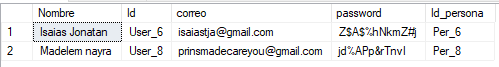 Nombre Id correo password Id_persona
1 Isaias Jonatan User_6 isaiastja@gmail.com Z$A$%hNkmZ#j Per_6
2 Madelem nayra User_8 prinsmadecareyou@gmail.com jd%APp&rTnvI Per_8